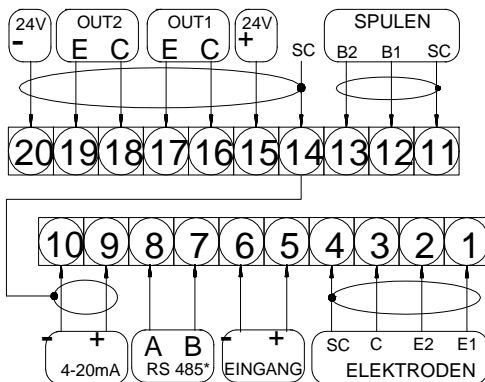 24V OUT2 OUT1 24V SPULEN
- E C E C + SC B2 B1 SC
20 19 18 17 16 15 14 13 12 11
10 9 8 7 6 5 4 3 2 1
- + A B - + SC C E2 E1
4-20mA RS 485* EINGANG ELEKTRODEN